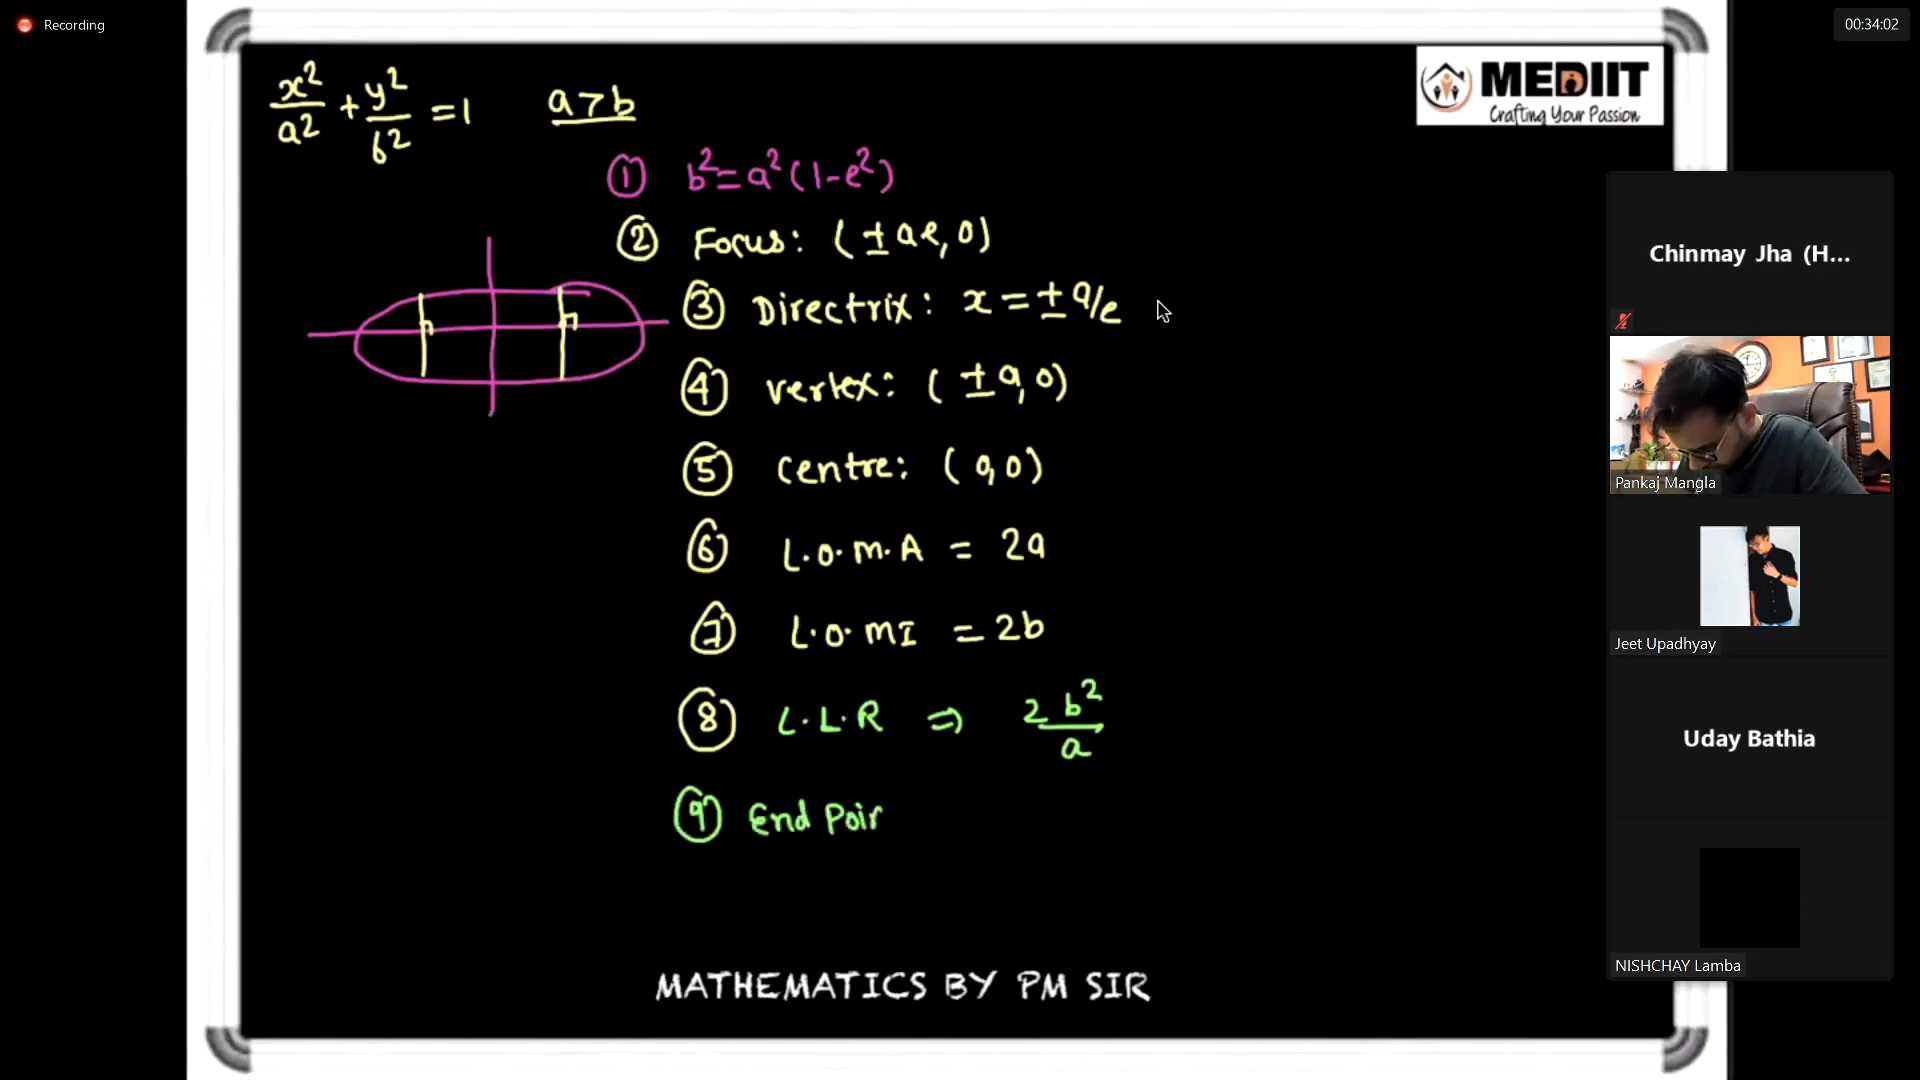 Recording
00:34:02
x²/a² + y²/b² = 1 a>b
MEDIIT
Crafting Your Passion
① b² = a²(1-e²)
② Focus: (±ae, 0)
③ Directrix: x = ± a/e
④ vertex: (±a, 0)
⑤ centre: (0,0)
⑥ L.O.M.A = 2a
⑦ L.O.MI = 2b
⑧ L.L.R ⇒ 2b²/a
⑨ End Poir
MATHEMATICS BY PM SIR
Chinmay Jha (H...
Pankaj Mangla
Jeet Upadhyay
Uday Bathia
NISHCHAY Lamba